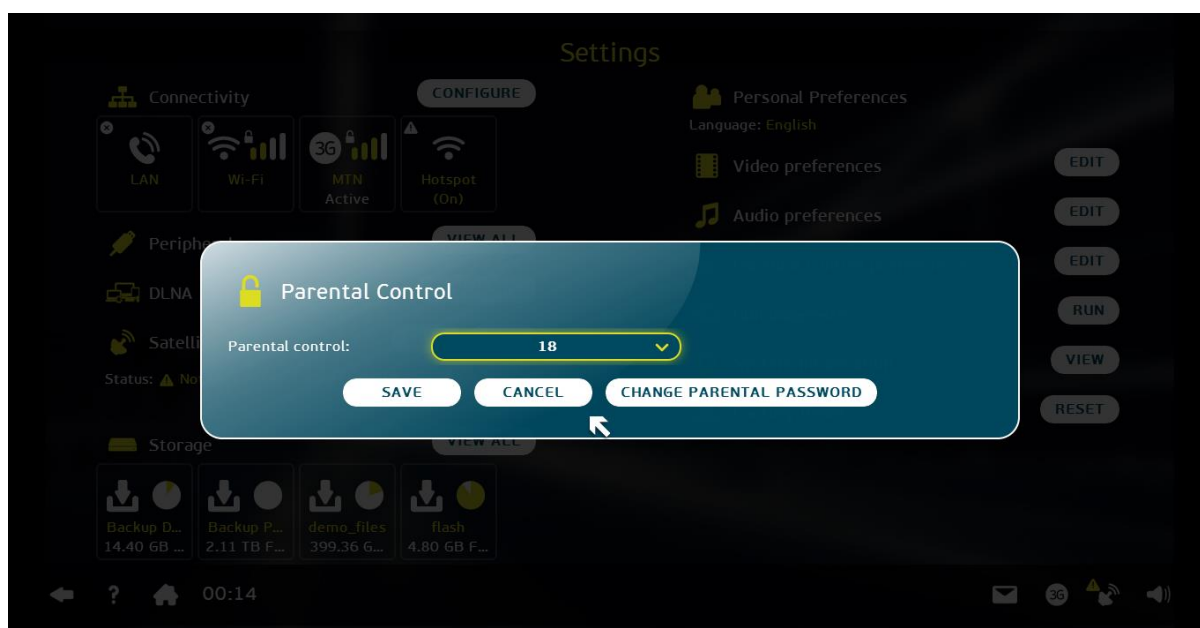 Settings
Connectivity
CONFIGURE
LAN
Wi-Fi
3G
MTN
Active
Hotspot
(On)
VIEW ALL
DLNA
Status:
Storage
VIEW ALL
Backup D...
14.40 GB ...
Backup P...
2.11 TB F...
demo_files
399.36 G...
flash
4.80 GB F...
Personal Preferences
Language: English
Video preferences
EDIT
Audio preferences
EDIT
EDIT
RUN
VIEW
RESET
Parental Control
Parental control:
18
SAVE
CANCEL
CHANGE PARENTAL PASSWORD
?
00:14
3G